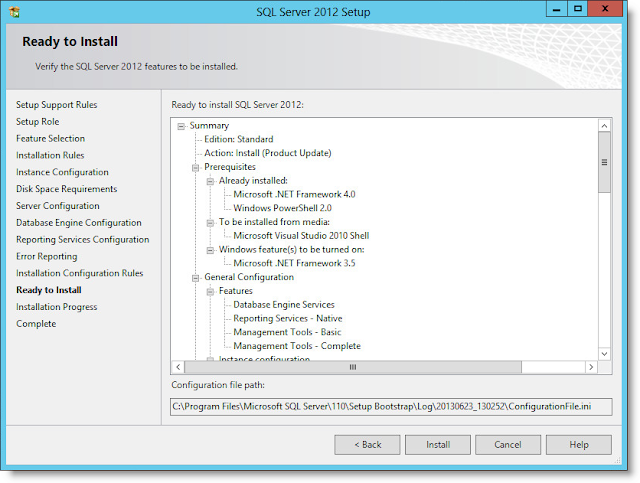 SQL Server 2012 Setup
Ready to Install
Verify the SQL Server 2012 features to be installed.
Setup Support Rules
Setup Role
Feature Selection
Installation Rules
Instance Configuration
Disk Space Requirements
Server Configuration
Database Engine Configuration
Reporting Services Configuration
Error Reporting
Installation Configuration Rules
Ready to Install
Installation Progress
Complete
Ready to install SQL Server 2012:
Summary
Edition: Standard
Action: Install (Product Update)
Prerequisites
Already installed:
Microsoft .NET Framework 4.0
Windows PowerShell 2.0
To be installed from media:
Microsoft Visual Studio 2010 Shell
Windows feature(s) to be turned on:
Microsoft .NET Framework 3.5
General Configuration
Features
Database Engine Services
Reporting Services - Native
Management Tools - Basic
Management Tools - Complete
Instance configuration
Configuration file path:
C:\Program Files\Microsoft SQL Server\110\Setup Bootstrap\Log\20130623_130252\ConfigurationFile.ini
< Back
Install
Cancel
Help